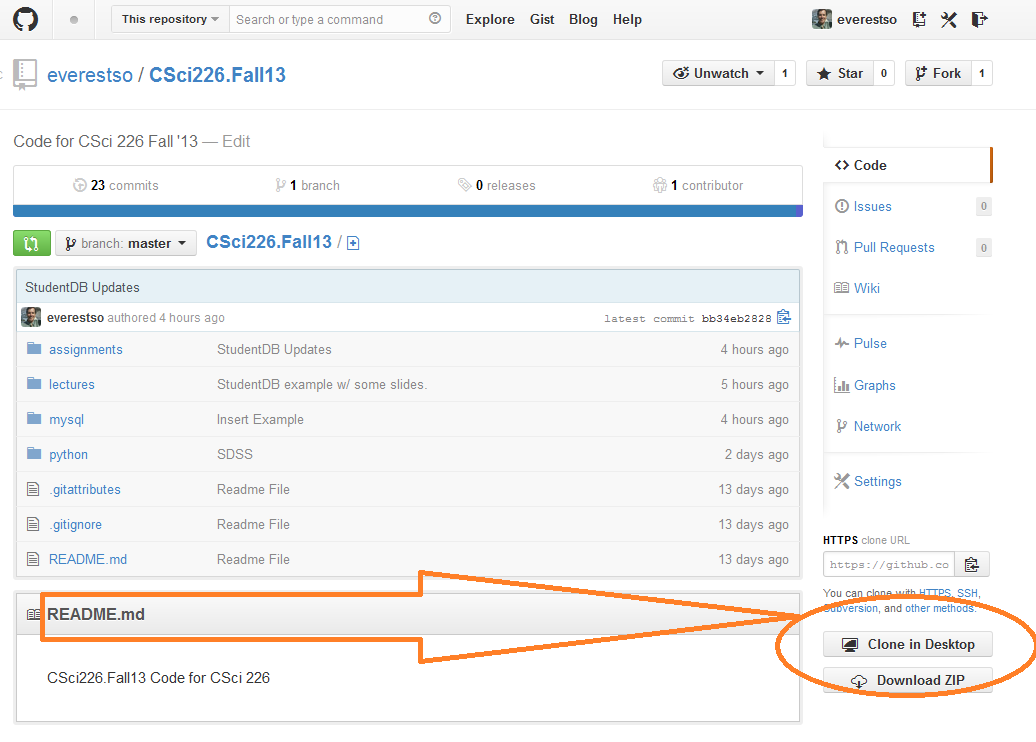 This repository Search or type a command Explore Gist Blog Help everestso
everestso / CSci226.Fall13 Unwatch 1 Star 0 Fork 1
Code for CSci 226 Fall '13 — Edit
23 commits 1 branch 0 releases 1 contributor
branch: master CSci226.Fall13 /
StudentDB Updates
everestso authored 4 hours ago latest commit bb34eb2828
assignments StudentDB Updates 4 hours ago
lectures StudentDB example w/ some slides. 5 hours ago
mysql Insert Example 4 hours ago
python SDSS 2 days ago
.gitattributes Readme File 13 days ago
.gitignore Readme File 13 days ago
README.md Readme File 13 days ago
README.md
CSci226.Fall13 Code for CSci 226
Code
Issues 0
Pull Requests 0
Wiki
Pulse
Graphs
Network
Settings
HTTPS clone URL
https://github.co
You can clone with HTTPS, SSH,
Subversion, and other methods.
Clone in Desktop
Download ZIP